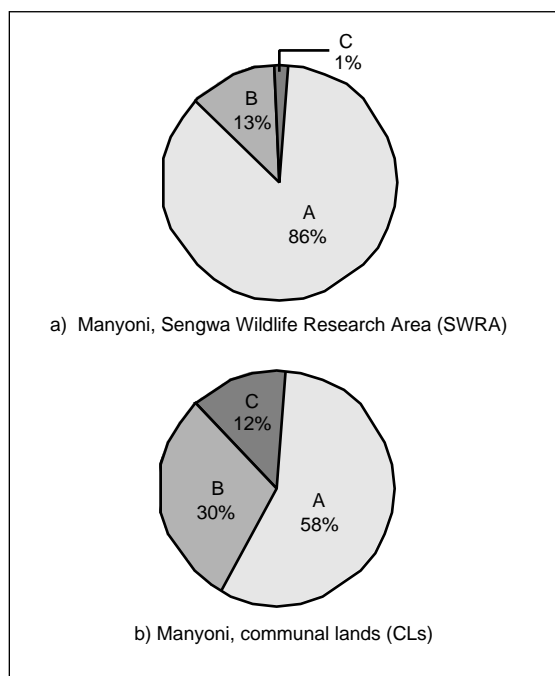 C
1%
B
13%
A
86%
a) Manyoni, Sengwa Wildlife Research Area (SWRA)
C
12%
B
30%
A
58%
b) Manyoni, communal lands (CLs)